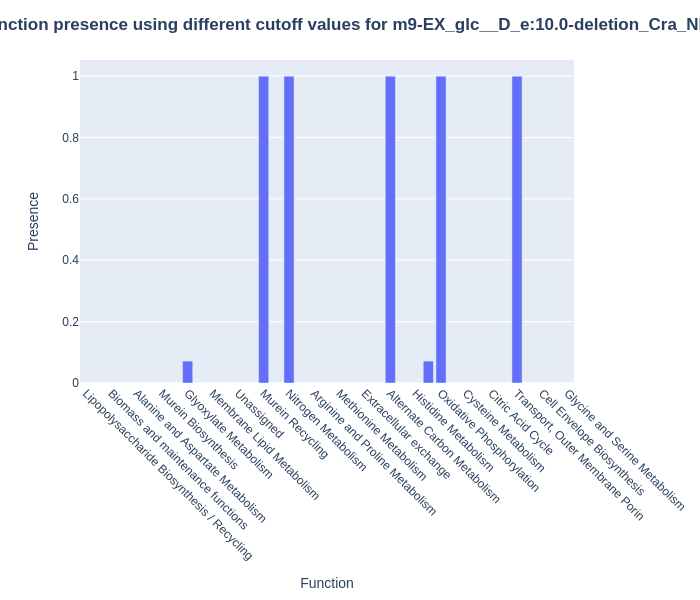 nction presence using different cutoff values for m9-EX_glc__D_e:10.0-deletion_Cra_N
1
0.8
0.6
0.4
0.2
0
Presence
Lipopolysaccharide Biosynthesis / Recycling
Biomass and maintenance functions
Alanine and Aspartate Metabolism
Murein Biosynthesis
Glyoxylate Metabolism
Membrane Lipid Metabolism
Unassigned
Murein Recycling
Nitrogen Metabolism
Arginine and Proline Metabolism
Methionine Metabolism
Extracellular exchange
Alternate Carbon Metabolism
Histidine Metabolism
Oxidative Phosphorylation
Cysteine Metabolism
Citric Acid Cycle
Transport, Outer Membrane Porin
Cell Envelope Biosynthesis
Glycine and Serine Metabolism
Function